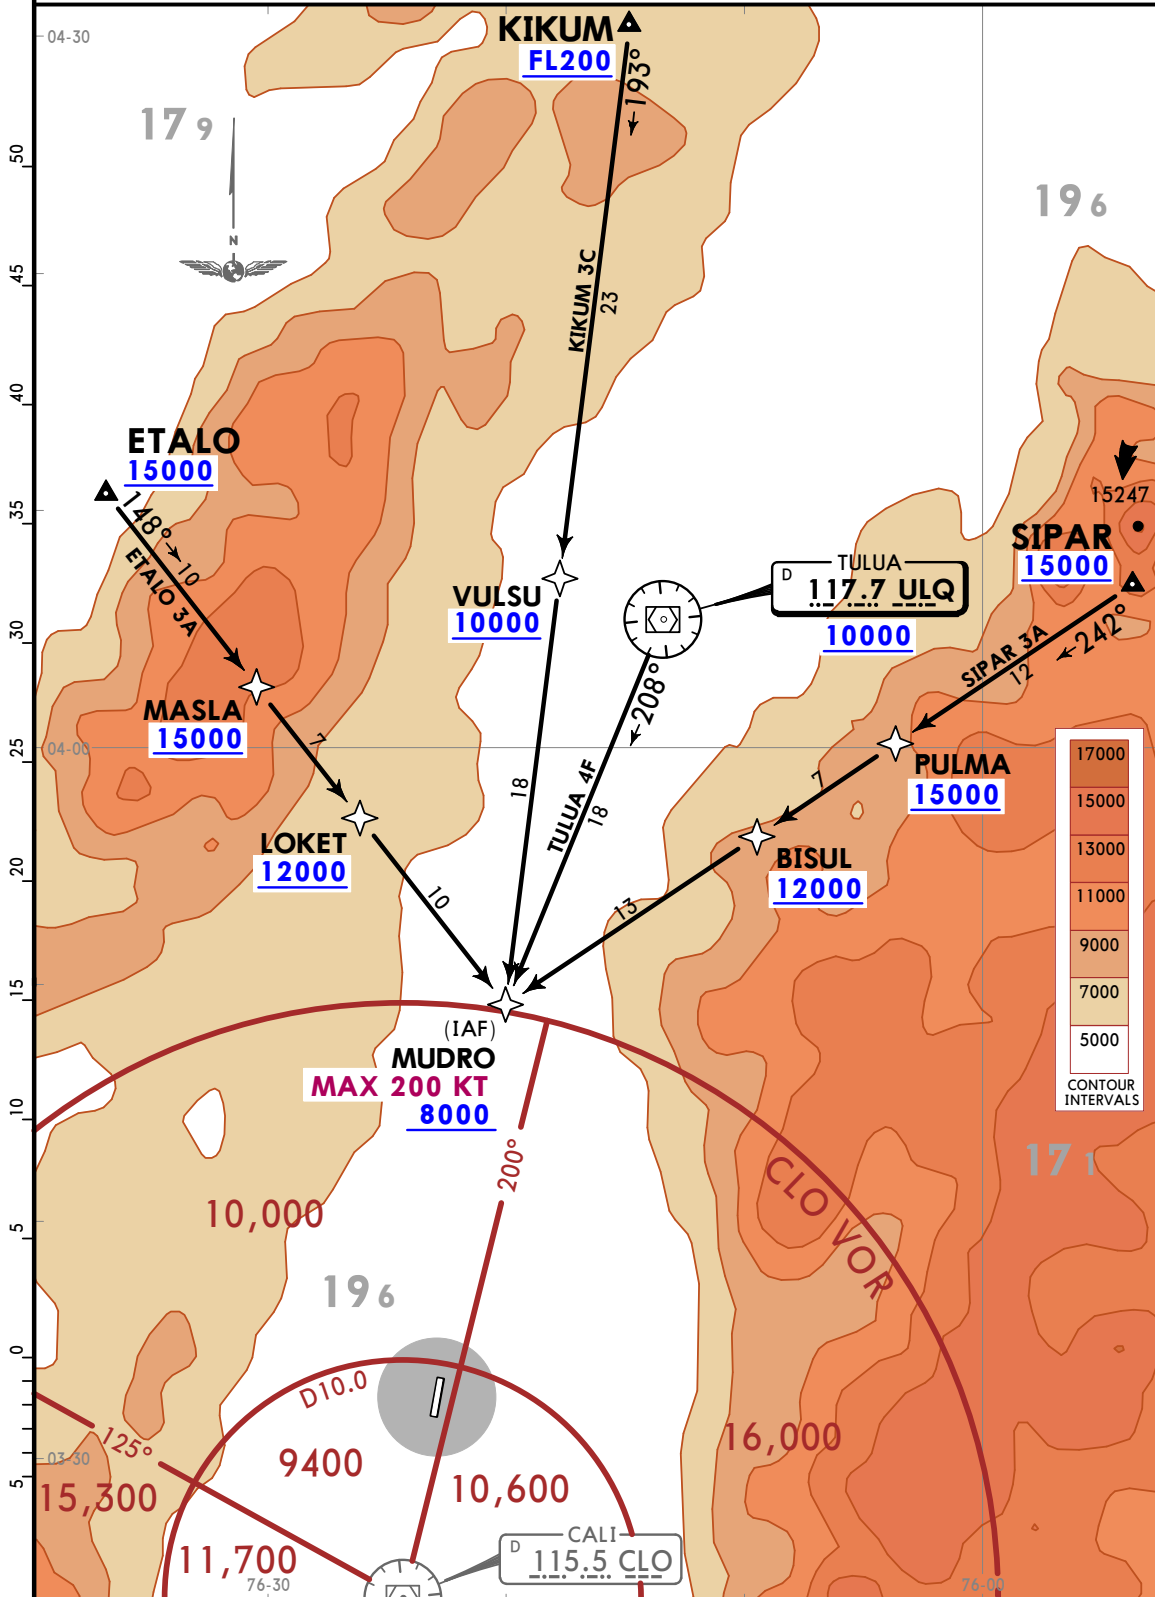 04-30
KIKUM
FL200
←193°
17 9
50
19 6
N
45
KIKUM 3C
23
40
ETALO
15000
148°→
10
ETALO 3A
35
15247
SIPAR
15000
TULUA
D 117.7 ULQ
10000
VULSU
10000
30
←242°
SIPAR 3A
12
←208°
MASLA
15000
7
04-00
25
PULMA
15000
17000
15000
13000
11000
9000
7000
5000
CONTOUR
INTERVALS
18
TULUA 4F
18
7
LOKET
12000
BISUL
12000
20
10
13
15
(IAF)
MUDRO
MAX 200 KT
8000
10
200°
CLO VOR
17 1
10,000
5
19 6
0
D10.0
125°
03-30
9400
16,000
5
15,300
10,600
11,700
CALI
D 115.5 CLO
76-30
76-00